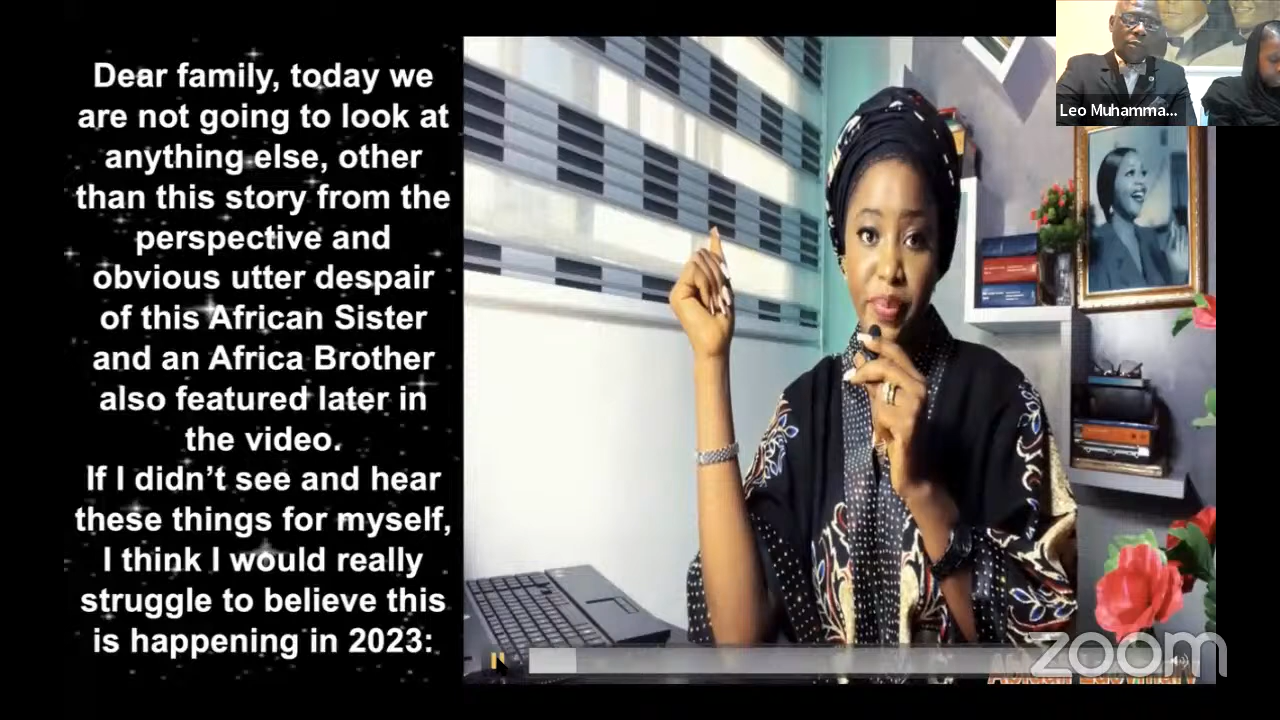 Dear family, today we
are not going to look at
anything else, other
than this story from the
perspective and
obvious utter despair
of this African Sister
and an Africa Brother
also featured later in
the video.
If I didn’t see and hear
these things for myself,
I think I would really
struggle to believe this
is happening in 2023:
Leo Muhamma...
zoom